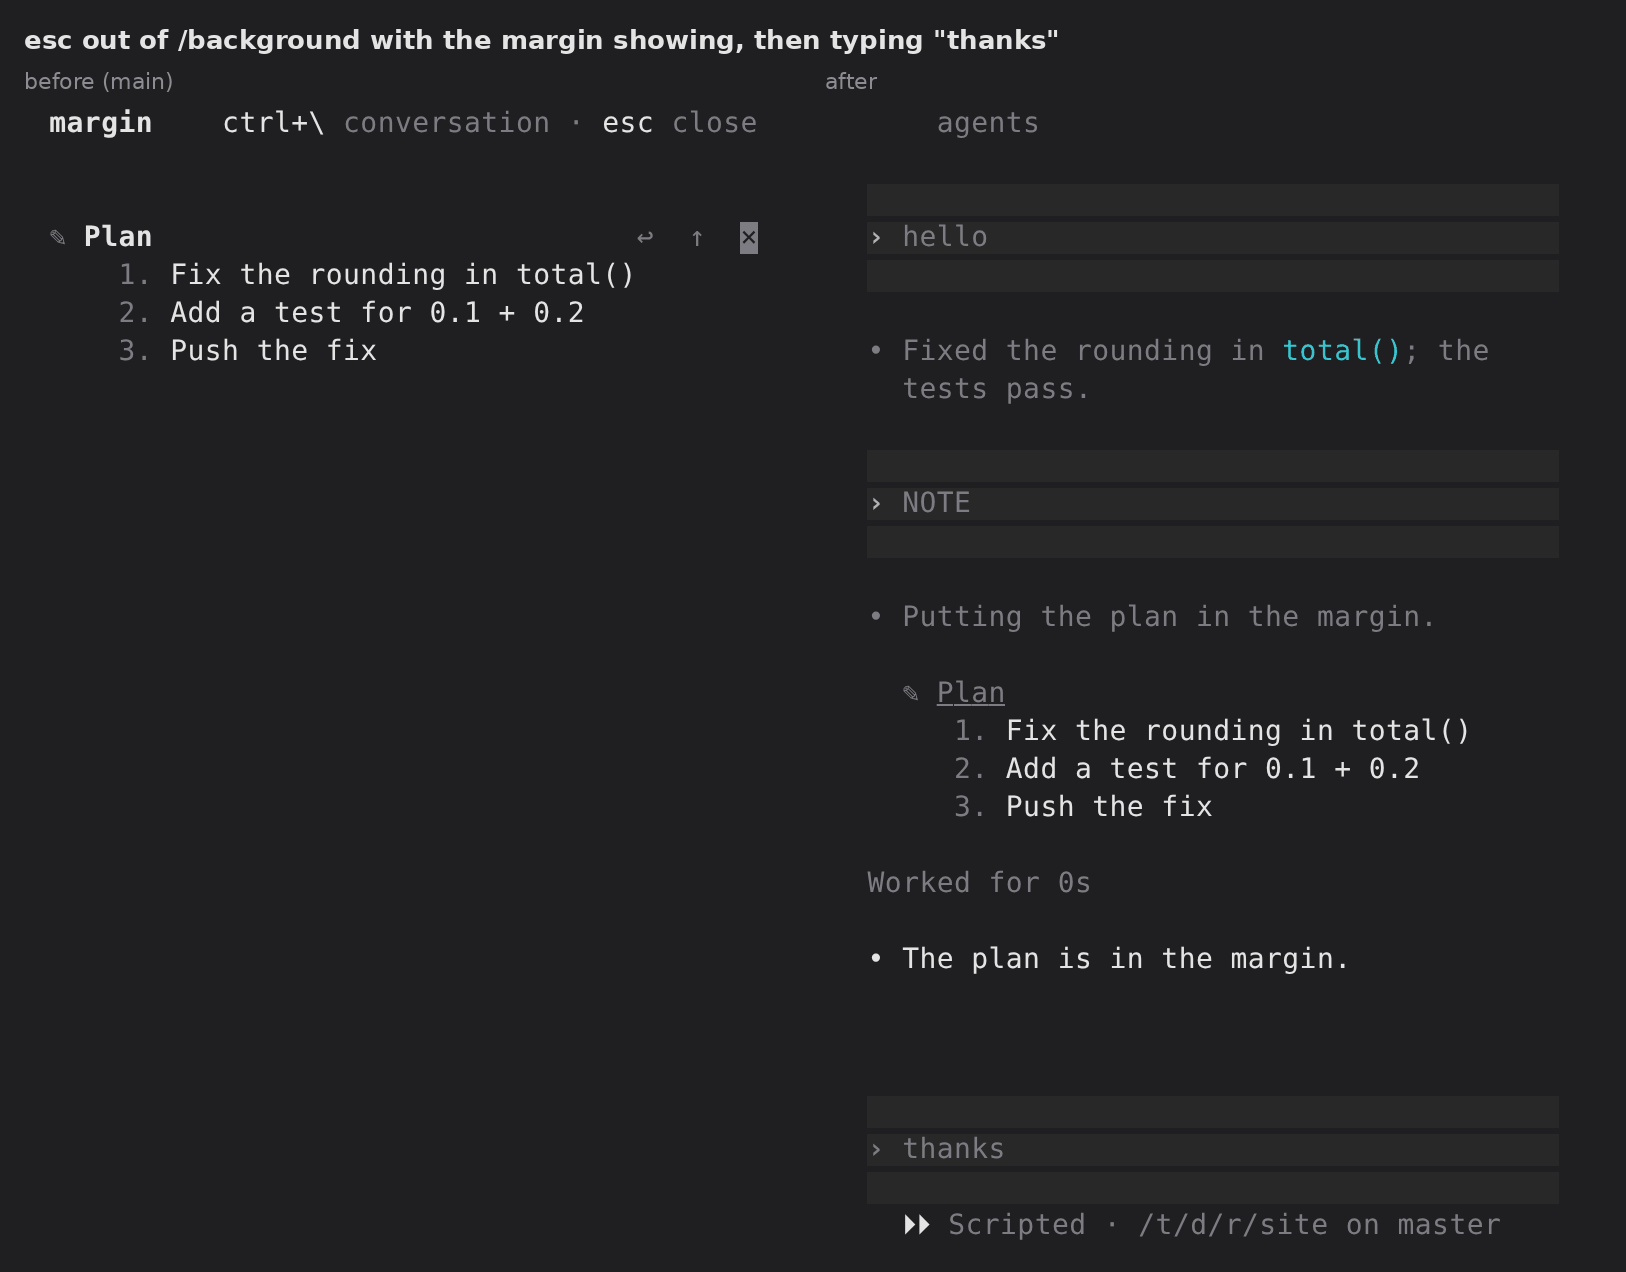 esc out of /background with the margin showing, then typing "thanks"
before (main)
margin    ctrl+\ conversation · esc close
✎ Plan    ↩ ↑ ×
1. Fix the rounding in total()
2. Add a test for 0.1 + 0.2
3. Push the fix
after
agents
› hello
• Fixed the rounding in total(); the
tests pass.
› NOTE
• Putting the plan in the margin.
✎ Plan
1. Fix the rounding in total()
2. Add a test for 0.1 + 0.2
3. Push the fix
Worked for 0s
• The plan is in the margin.
› thanks
⏵⏵ Scripted · /t/d/r/site on master